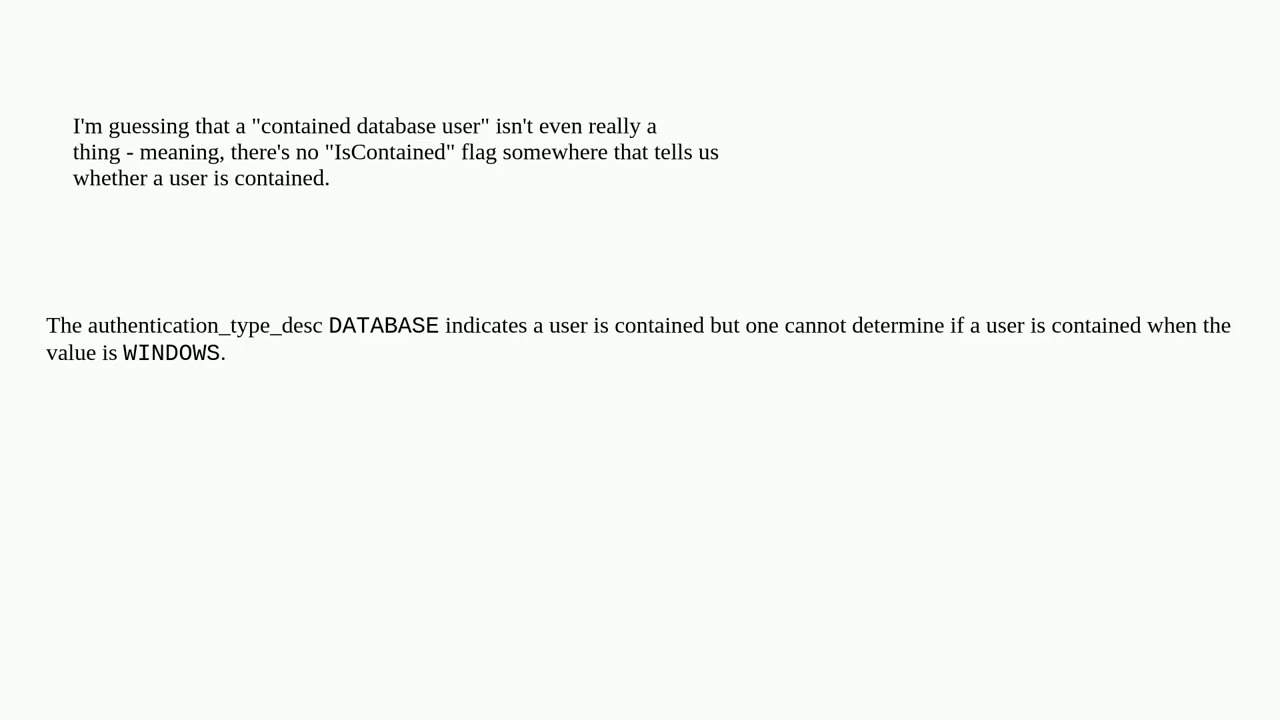 I'm guessing that a "contained database user" isn't even really a
thing - meaning, there's no "IsContained" flag somewhere that tells us
whether a user is contained.
The authentication_type_desc DATABASE indicates a user is contained but one cannot determine if a user is contained when the
value is WINDOWS.